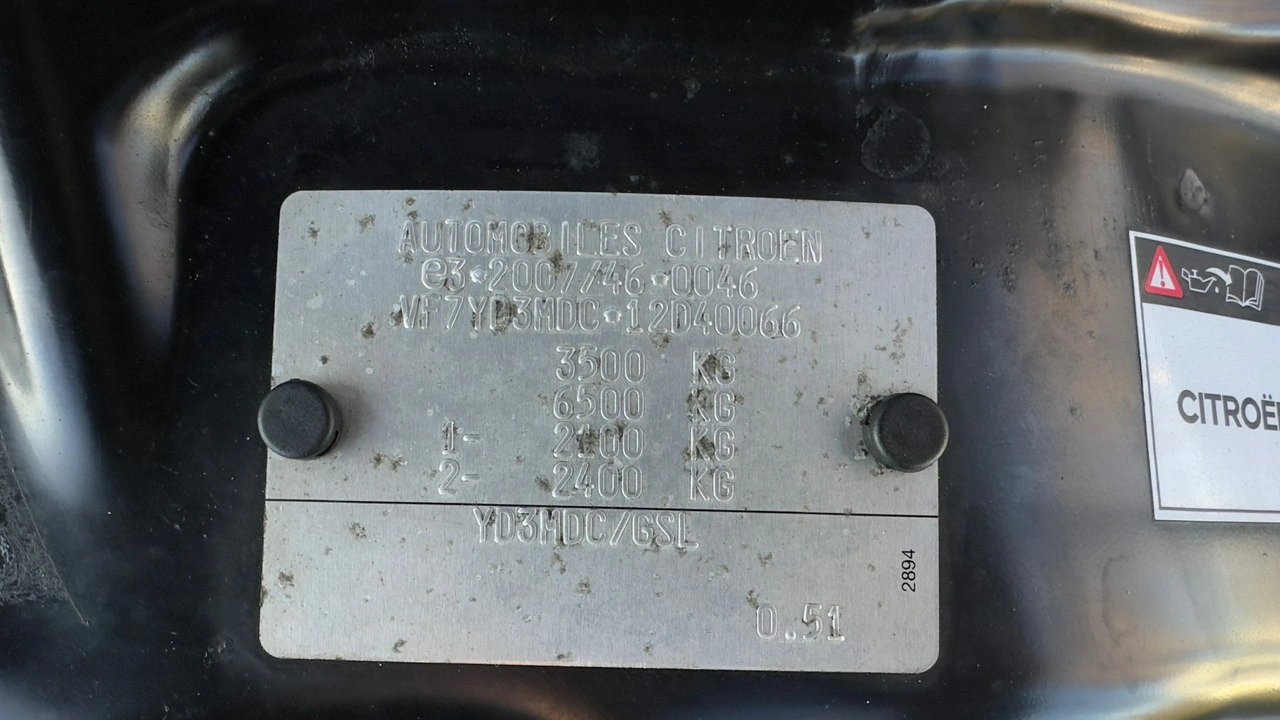 AUTOMOBILES CITROEN
e3*2007/46*0046
VF7YD3MDC*12D40066
3500 KG
6500 KG
1- 2100 KG
2- 2400 KG
YD3MDC/GSL
2894
0..51
CITROË